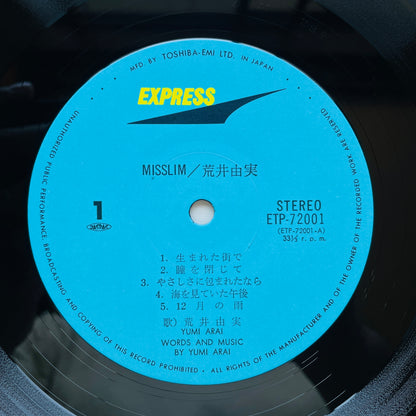 MFD. BY TOSHIBA-EMI LTD. IN JAPAN
EXPRESS
MISSLIM／荒井由実
1
STEREO
ETP-72001
(ETP-72001-A)
33⅓ r. p. m.
1. 生まれた街で
2. 瞳を閉じて
3. やさしさに包まれたなら
4. 海を見ていた午後
5. 12 月の雨
歌) 荒井由実
YUMI ARAI
WORDS AND MUSIC
BY YUMI ARAI
UNAUTHORIZED PUBLIC PERFORMANCE, BROADCASTING AND COPYING OF THIS RECORD PROHIBITED • ALL RIGHTS OF THE MANUFACTURER AND OF THE OWNER OF THE RECORDED WORK ARE RESERVED